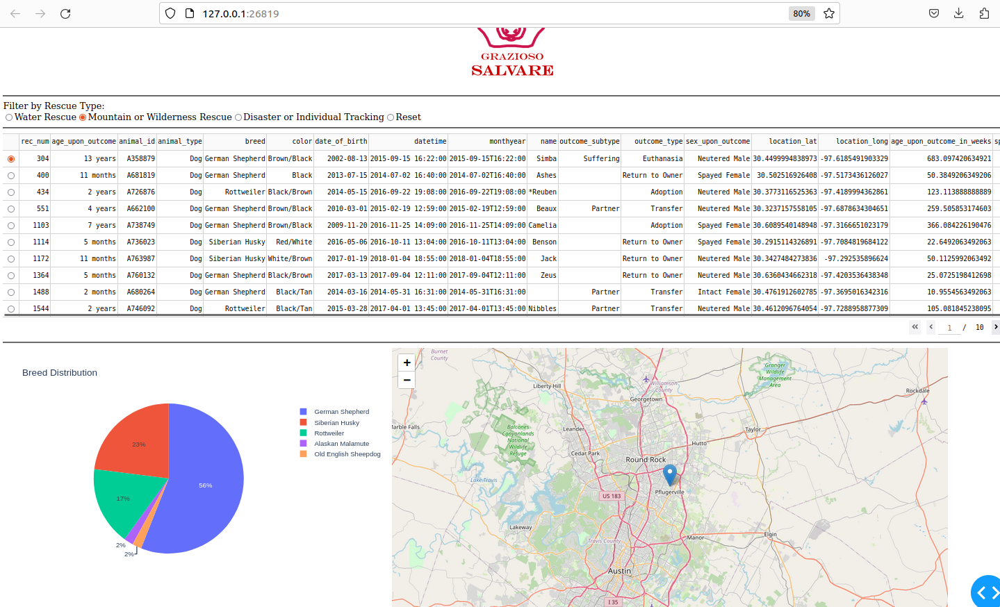 127.0.0.1:26819
80%
GRAZIOSO
SALVARE
Filter by Rescue Type:
Water Rescue Mountain or Wilderness Rescue Disaster or Individual Tracking Reset
rec_num age_upon_outcome animal_id animal_type breed color date_of_birth datetime monthyear name outcome_subtype outcome_type sex_upon_outcome location_lat location_long age_upon_outcome_in_weeks sp
304 13 years A358879 Dog German Shepherd Brown/Black 2002-08-13 2015-09-15 16:22:00 2015-09-15T16:22:00 Simba Suffering Euthanasia Neutered Male 30.4499994838973 -97.6185491903329 683.097420634921
400 11 months A681819 Dog German Shepherd Black 2013-07-15 2014-07-02 16:40:00 2014-07-02T16:40:00 Ashes Return to Owner Spayed Female 30.502516926408 -97.5173436126027 50.3849206349206
434 2 years A726876 Dog Rottweiler Black/Brown 2014-05-15 2016-09-22 19:08:00 2016-09-22T19:08:00 *Reuben Adoption Neutered Male 30.3773116525363 -97.4189994362861 123.113888888889
551 4 years A662100 Dog German Shepherd Brown/Black 2010-03-01 2015-02-19 12:59:00 2015-02-19T12:59:00 Beaux Partner Transfer Neutered Male 30.3237157558105 -97.6878634304651 259.505853174603
1103 7 years A738749 Dog German Shepherd Brown/Black 2009-11-20 2016-11-25 14:09:00 2016-11-25T14:09:00 Camelia Adoption Spayed Female 30.6089540148948 -97.3166651023179 366.084226190476
1114 5 months A736023 Dog Siberian Husky Red/White 2016-05-06 2016-10-11 13:04:00 2016-10-11T13:04:00 Benson Return to Owner Spayed Female 30.2915114326891 -97.7084819684122 22.6492063492063
1172 11 months A763987 Dog Siberian Husky White/Brown 2017-01-19 2018-01-04 18:55:00 2018-01-04T18:55:00 Jack Return to Owner Neutered Male 30.3427484273836 -97.292535896624 50.1125992063492
1364 5 months A760132 Dog German Shepherd Black/Brown 2017-03-13 2017-09-04 12:11:00 2017-09-04T12:11:00 Zeus Return to Owner Neutered Male 30.6360434662318 -97.4203536438348 25.0725198412698
1488 2 months A680264 Dog German Shepherd Black/Tan 2014-03-16 2014-05-31 16:31:00 2014-05-31T16:31:00 Partner Transfer Intact Female 30.4761912602785 -97.3695016342316 10.9554563492063
1544 2 years A746092 Dog Rottweiler Black/Tan 2015-03-28 2017-04-01 13:45:00 2017-04-01T13:45:00 Nibbles Partner Transfer Neutered Male 30.4612096764054 -97.7288958877309 105.081845238095
1 / 10
Breed Distribution
56%
23%
17%
2%
2%
German Shepherd
Siberian Husky
Rottweiler
Alaskan Malamute
Old English Sheepdog
+
−
Burnet
County
Granger
Wildlife
Management
Area
Liberty Hill
Williamson
County
Rockdale
Georgetown
Marble Falls
Balcones
Canyonlands
National
Wildlife
Refuge
Leander
Taylor
Hutto
Cedar Park
Round Rock
Lake Travis
Pflugerville
US 183
Lakeway
Travis County
Manor
Elgin
Austin
I 35